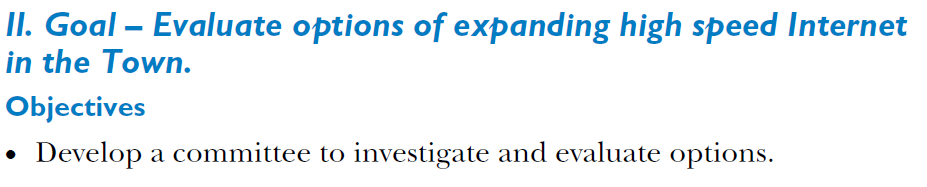 II. Goal – Evaluate options of expanding high speed Internet
in the Town.
Objectives
• Develop a committee to investigate and evaluate options.